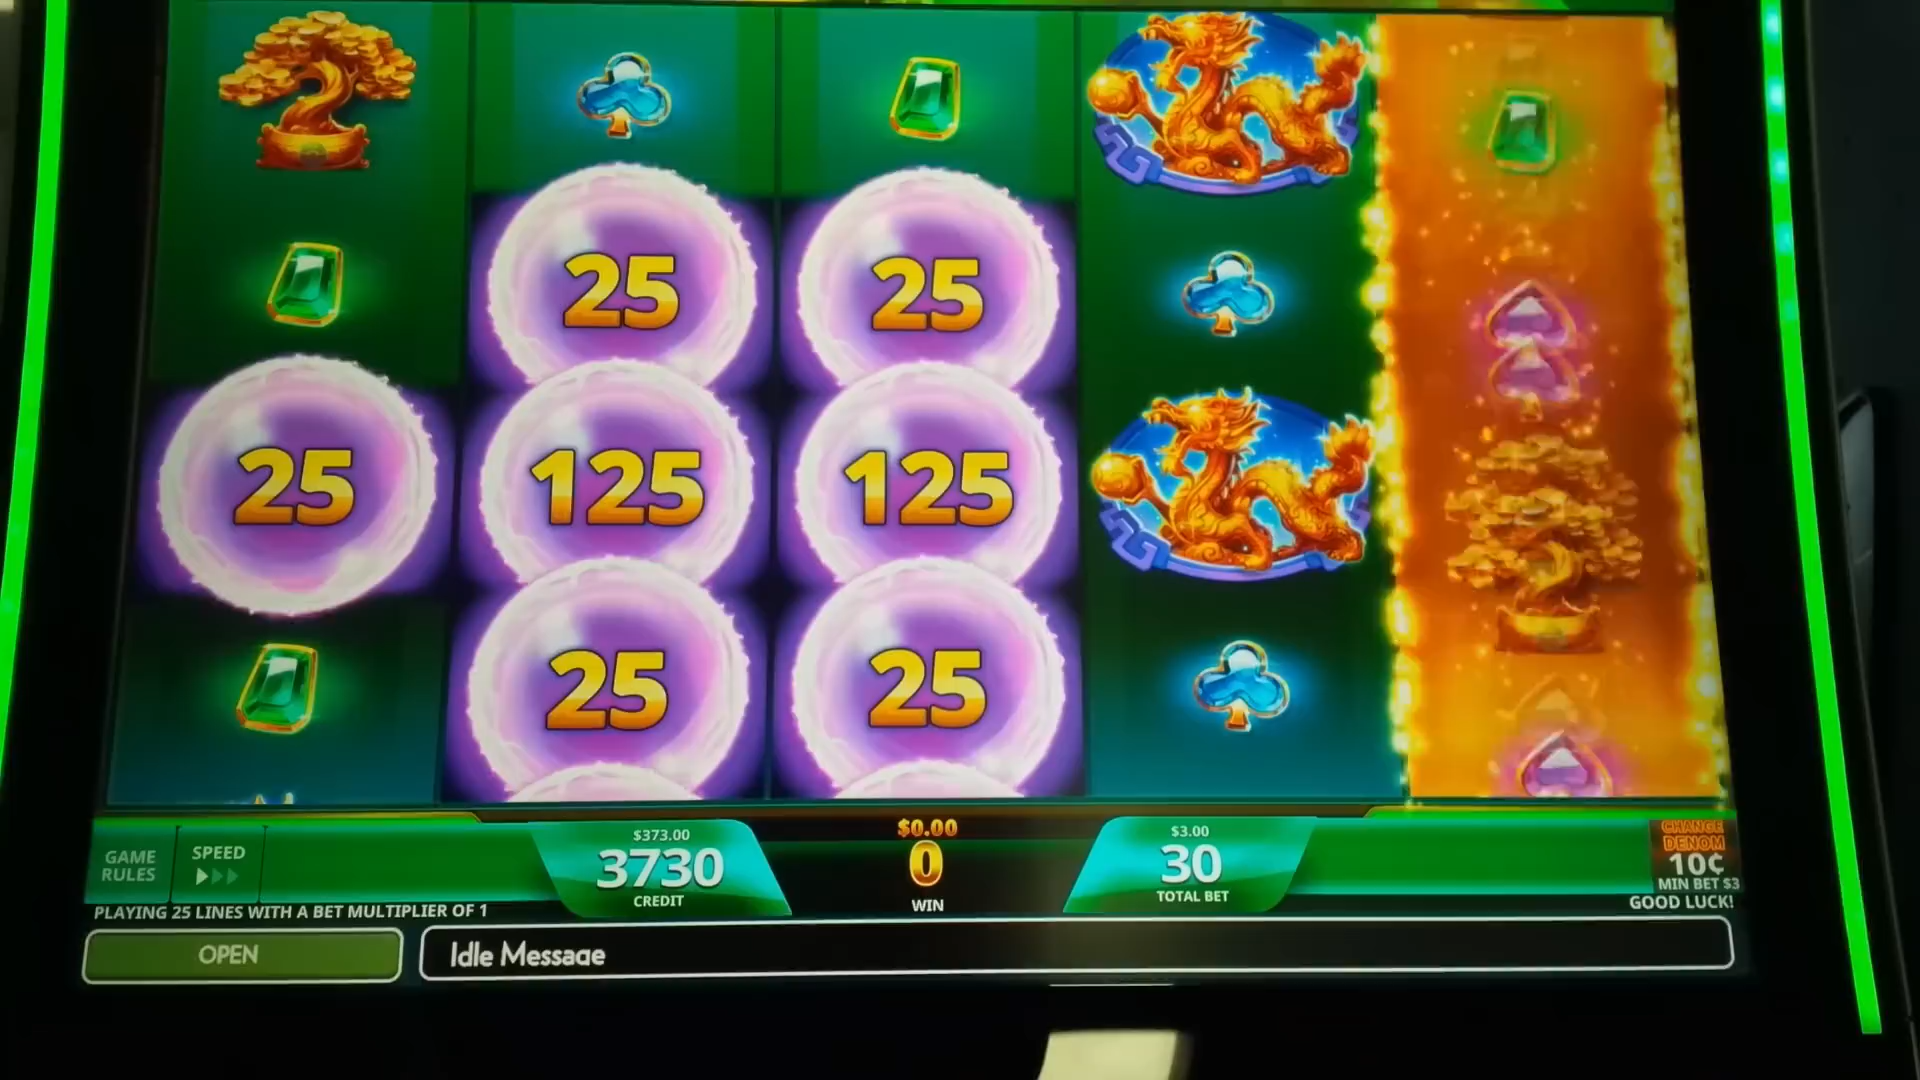 25
25
25
125
125
25
25
GAME
RULES
SPEED
$373.00
3730
CREDIT
$0.00
0
WIN
$3.00
30
TOTAL BET
CHANGE
DENOM
10¢
MIN BET $3
PLAYING 25 LINES WITH A BET MULTIPLIER OF 1
GOOD LUCK!
OPEN
Idle Message